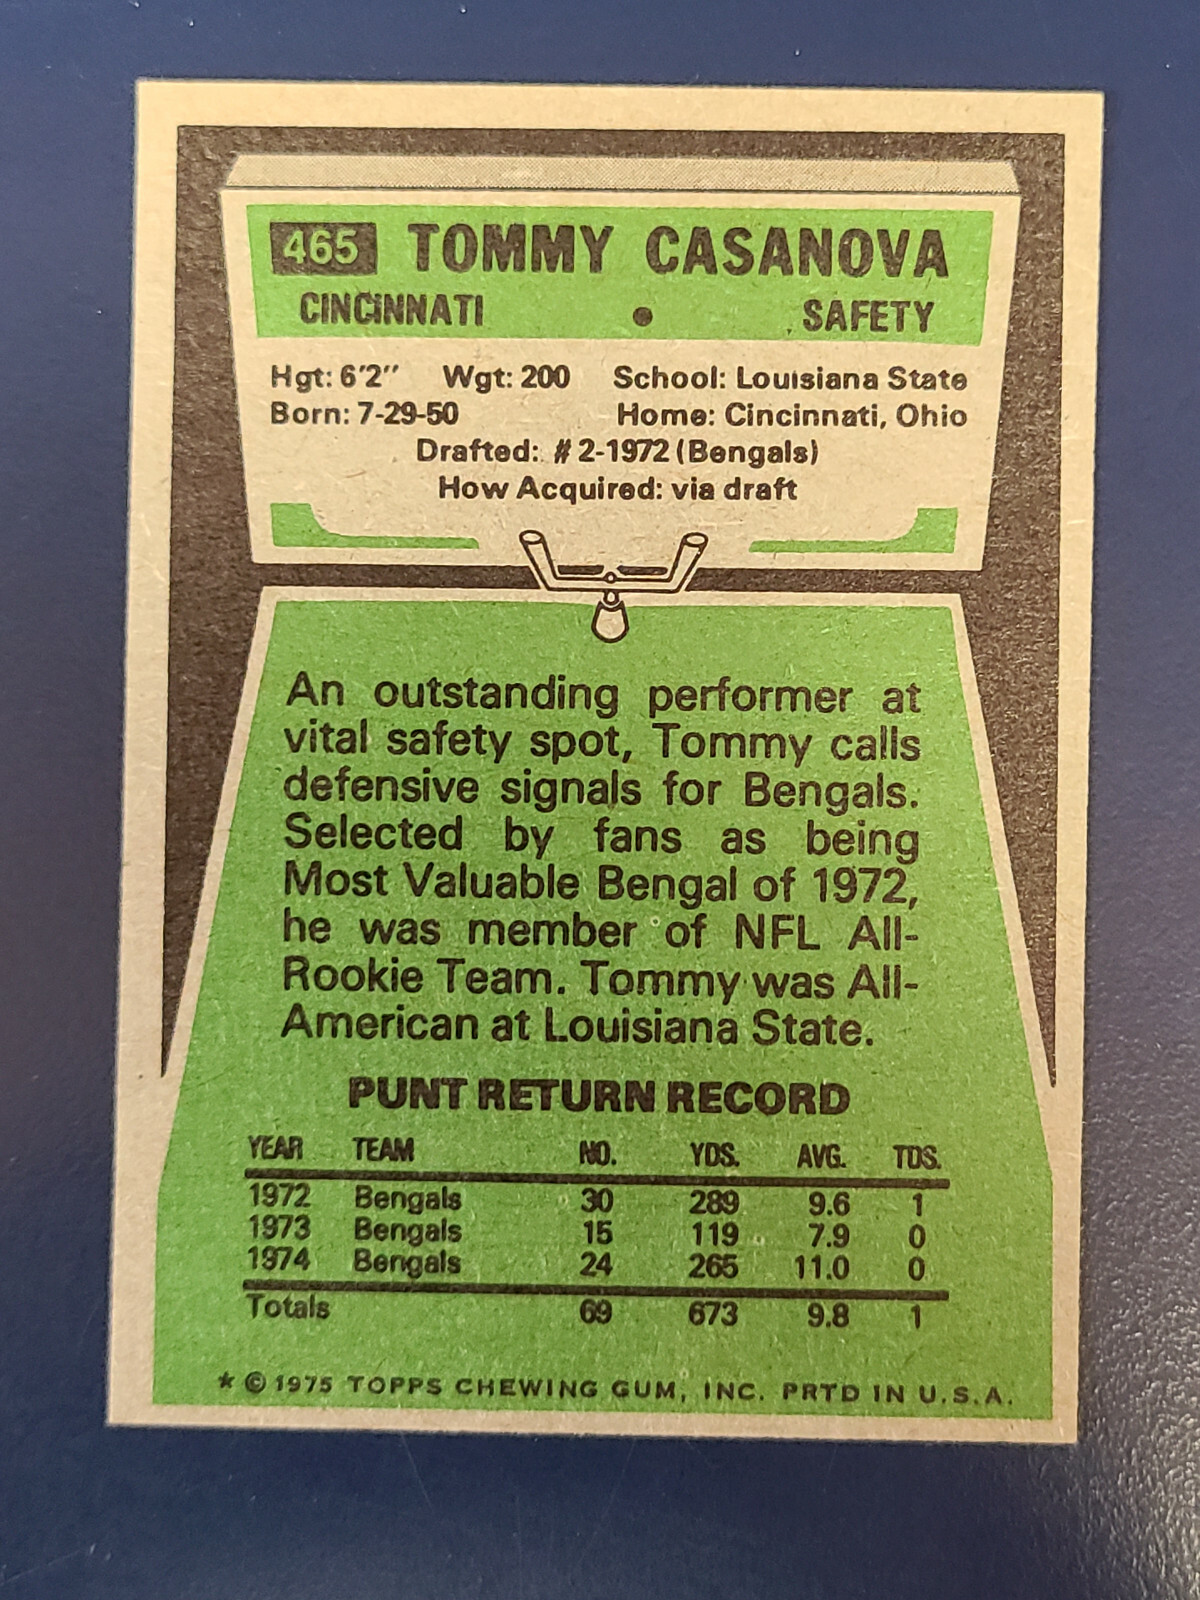 465 TOMMY CASANOVA
CINCINNATI • SAFETY
Hgt: 6'2" Wgt: 200 School: Louisiana State
Born: 7-29-50 Home: Cincinnati, Ohio
Drafted: #2-1972 (Bengals)
How Acquired: via draft
An outstanding performer at
vital safety spot, Tommy calls
defensive signals for Bengals.
Selected by fans as being
Most Valuable Bengal of 1972,
he was member of NFL All-
Rookie Team. Tommy was All-
American at Louisiana State.
PUNT RETURN RECORD
YEAR TEAM NO. YDS. AVG. TDS.
1972 Bengals 30 289 9.6 1
1973 Bengals 15 119 7.9 0
1974 Bengals 24 265 11.0 0
Totals 69 673 9.8 1
* © 1975 TOPPS CHEWING GUM, INC. PRTD IN U.S.A.